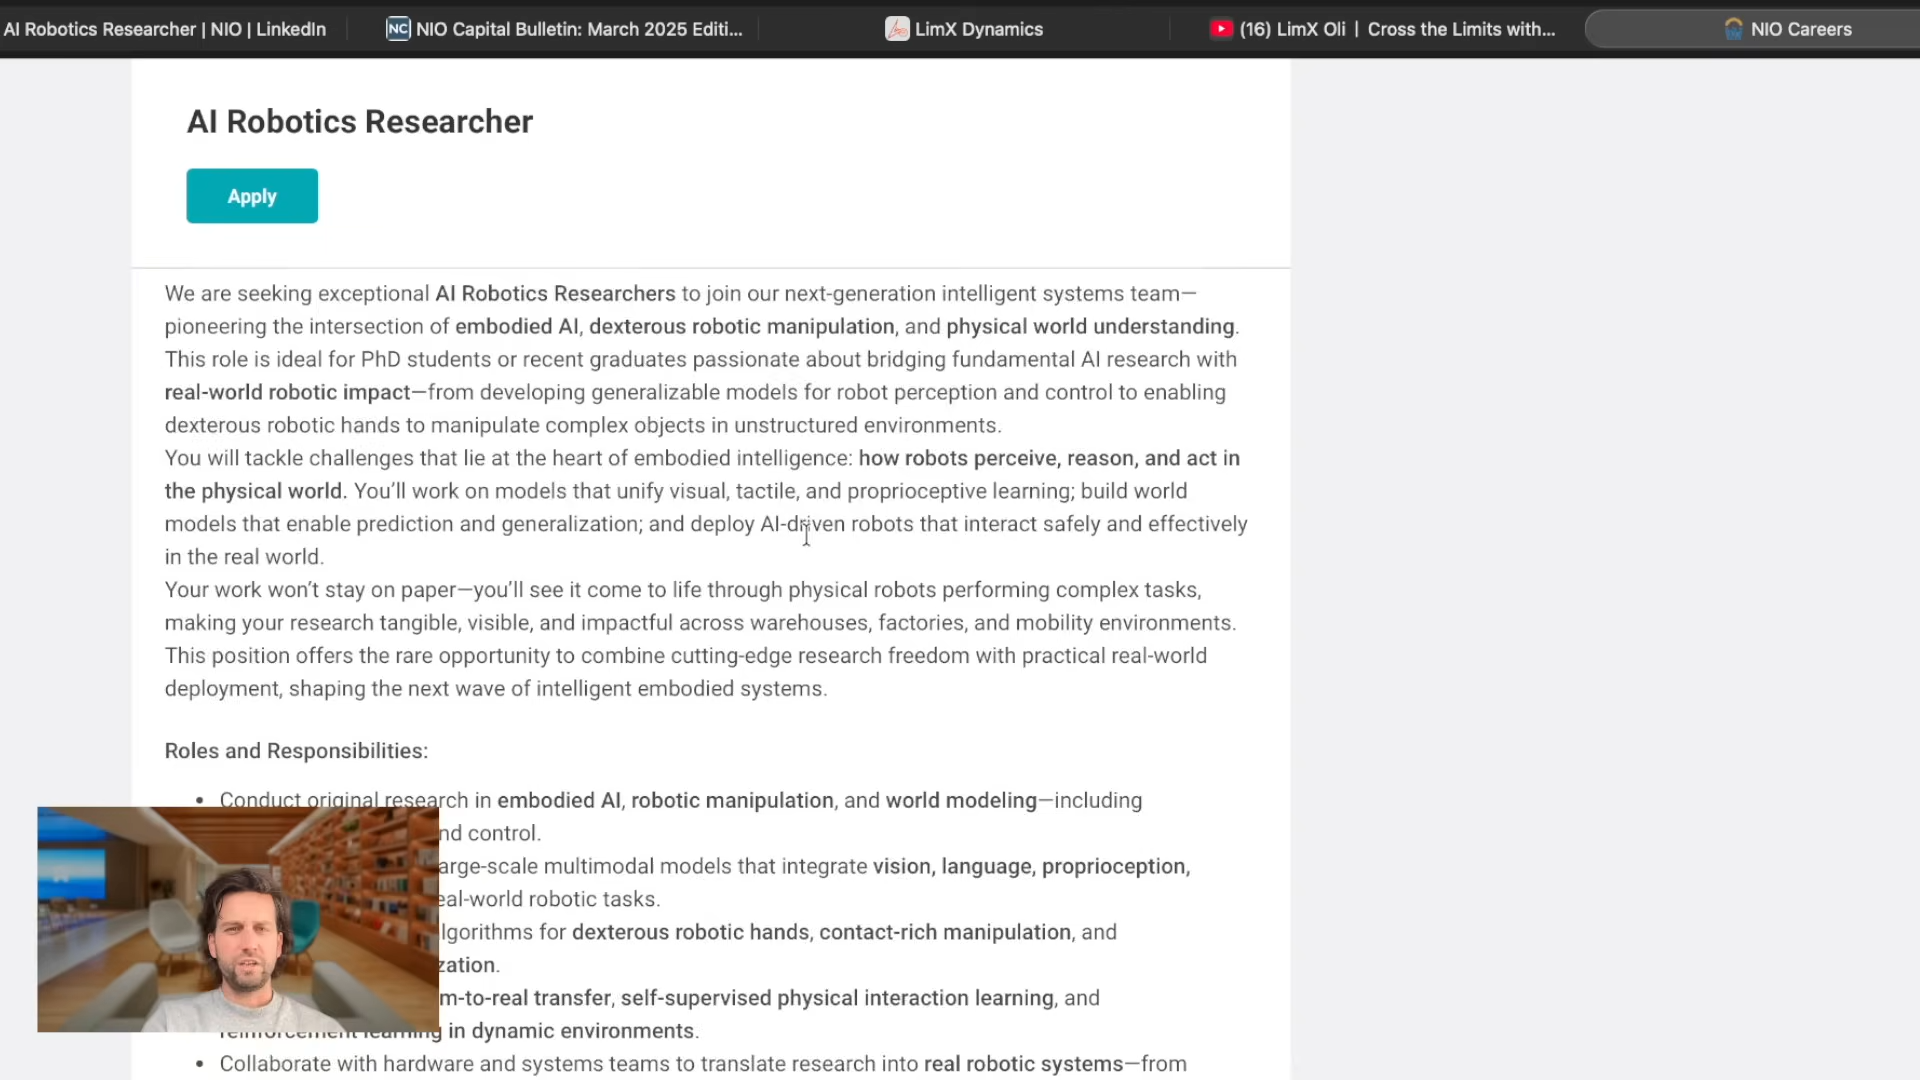 AI Robotics Researcher | NIO | LinkedIn
NC NIO Capital Bulletin: March 2025 Editi...
LimX Dynamics
(16) LimX Oli | Cross the Limits with...
NIO Careers
AI Robotics Researcher
Apply
We are seeking exceptional AI Robotics Researchers to join our next-generation intelligent systems team—
pioneering the intersection of embodied AI, dexterous robotic manipulation, and physical world understanding.
This role is ideal for PhD students or recent graduates passionate about bridging fundamental AI research with
real-world robotic impact—from developing generalizable models for robot perception and control to enabling
dexterous robotic hands to manipulate complex objects in unstructured environments.
You will tackle challenges that lie at the heart of embodied intelligence: how robots perceive, reason, and act in
the physical world. You’ll work on models that unify visual, tactile, and proprioceptive learning; build world
models that enable prediction and generalization; and deploy AI-driven robots that interact safely and effectively
in the real world.
Your work won’t stay on paper—you’ll see it come to life through physical robots performing complex tasks,
making your research tangible, visible, and impactful across warehouses, factories, and mobility environments.
This position offers the rare opportunity to combine cutting-edge research freedom with practical real-world
deployment, shaping the next wave of intelligent embodied systems.
Roles and Responsibilities:
• Conduct original research in embodied AI, robotic manipulation, and world modeling—including
nd control.
arge-scale multimodal models that integrate vision, language, proprioception,
eal-world robotic tasks.
lgorithms for dexterous robotic hands, contact-rich manipulation, and
zation.
m-to-real transfer, self-supervised physical interaction learning, and
reinforcement learning in dynamic environments.
• Collaborate with hardware and systems teams to translate research into real robotic systems—from